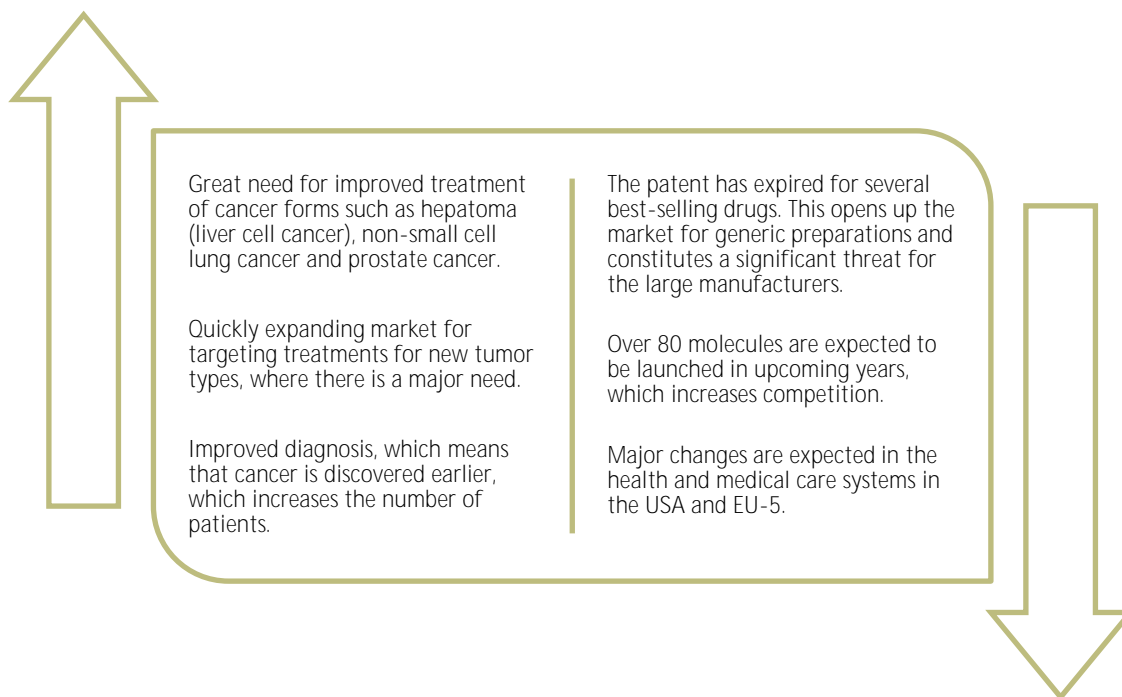 Great need for improved treatment
of cancer forms such as hepatoma
(liver cell cancer), non-small cell
lung cancer and prostate cancer.
Quickly expanding market for
targeting treatments for new tumor
types, where there is a major need.
Improved diagnosis, which means
that cancer is discovered earlier,
which increases the number of
patients.
The patent has expired for several
best-selling drugs. This opens up the
market for generic preparations and
constitutes a significant threat for
the large manufacturers.
Over 80 molecules are expected to
be launched in upcoming years,
which increases competition.
Major changes are expected in the
health and medical care systems in
the USA and EU-5.